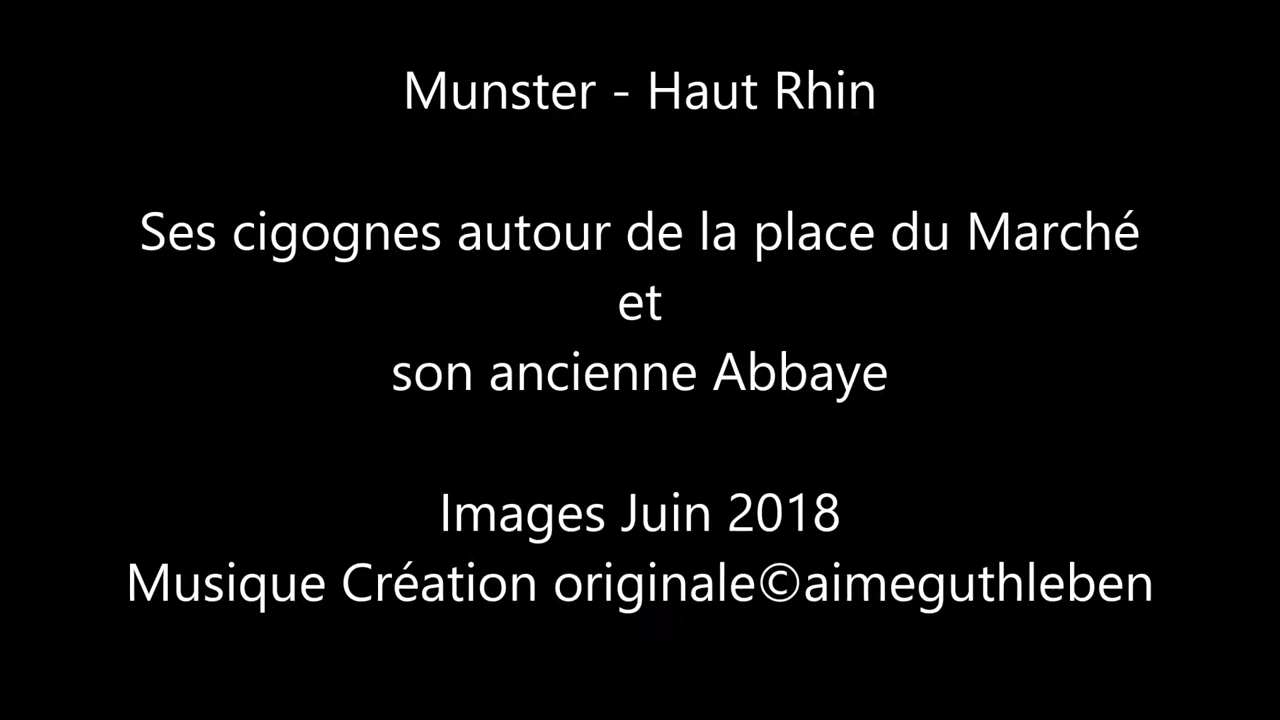 Munster - Haut Rhin
Ses cigognes autour de la place du Marché
et
son ancienne Abbaye
Images Juin 2018
Musique Création originale©aimeguthleben